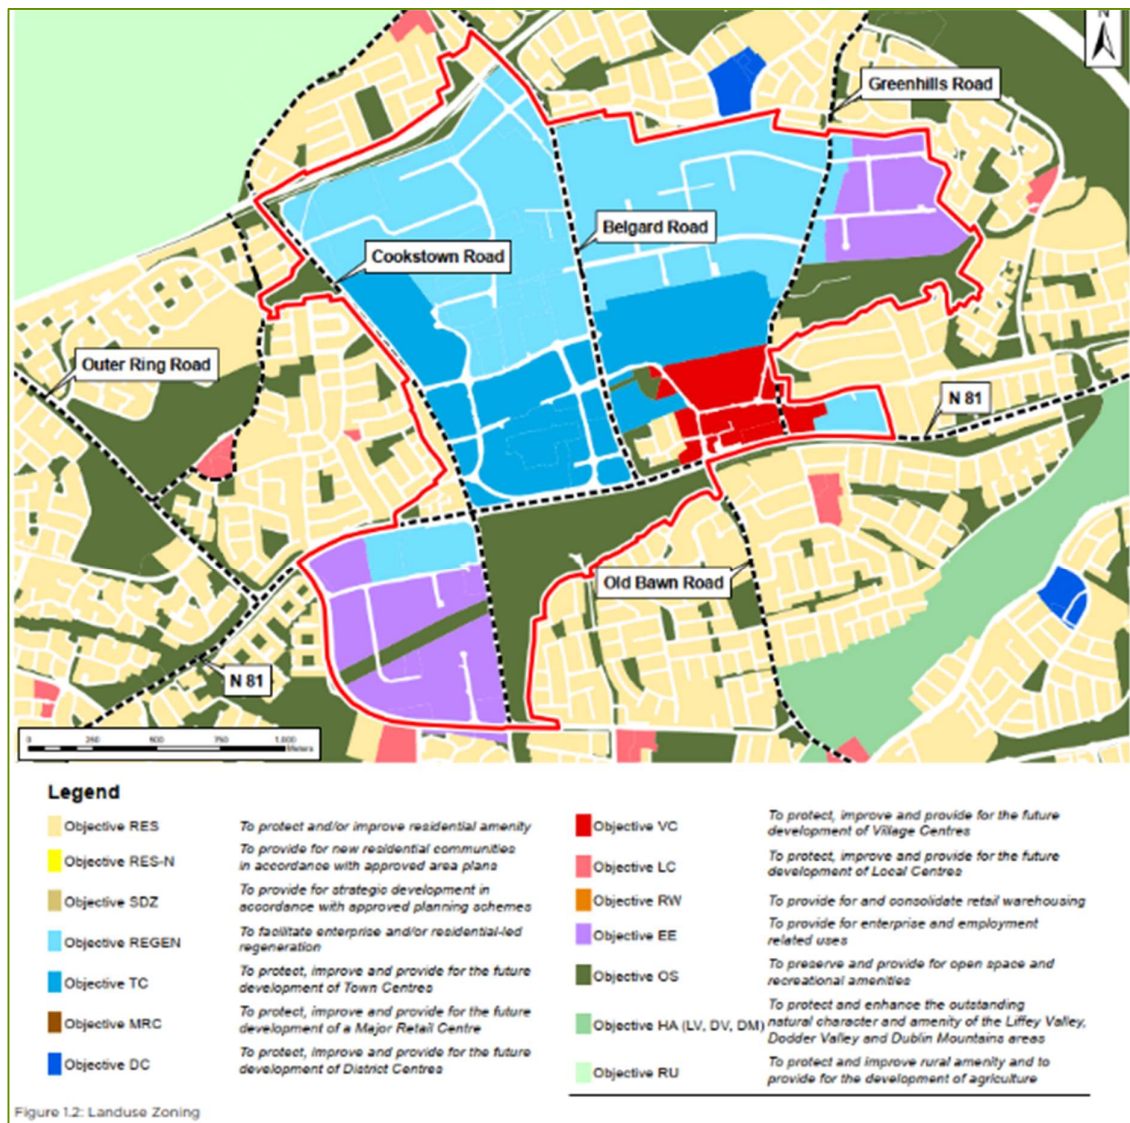 N
Greenhills Road
Belgard Road
Cookstown Road
Outer Ring Road
N 81
Old Bawn Road
N 81
0 250 500 750 1,000
Meters
Legend
Objective RES To protect and/or improve residential amenity
Objective RES-N To provide for new residential communities
in accordance with approved area plans
Objective SDZ To provide for strategic development in
accordance with approved planning schemes
Objective REGEN To facilitate enterprise and/or residential-led
regeneration
Objective TC To protect, improve and provide for the future
development of Town Centres
Objective MRC To protect, improve and provide for the future
development of a Major Retail Centre
Objective DC To protect, improve and provide for the future
development of District Centres
Objective VC To protect, improve and provide for the future
development of Village Centres
Objective LC To protect, improve and provide for the future
development of Local Centres
Objective RW To provide for and consolidate retail warehousing
Objective EE To provide for enterprise and employment
related uses
Objective OS To preserve and provide for open space and
recreational amenities
Objective HA (LV, DV, DM) To protect and enhance the outstanding
natural character and amenity of the Liffey Valley,
Dodder Valley and Dublin Mountains areas
Objective RU To protect and improve rural amenity and to
provide for the development of agriculture
Figure 1.2: Landuse Zoning